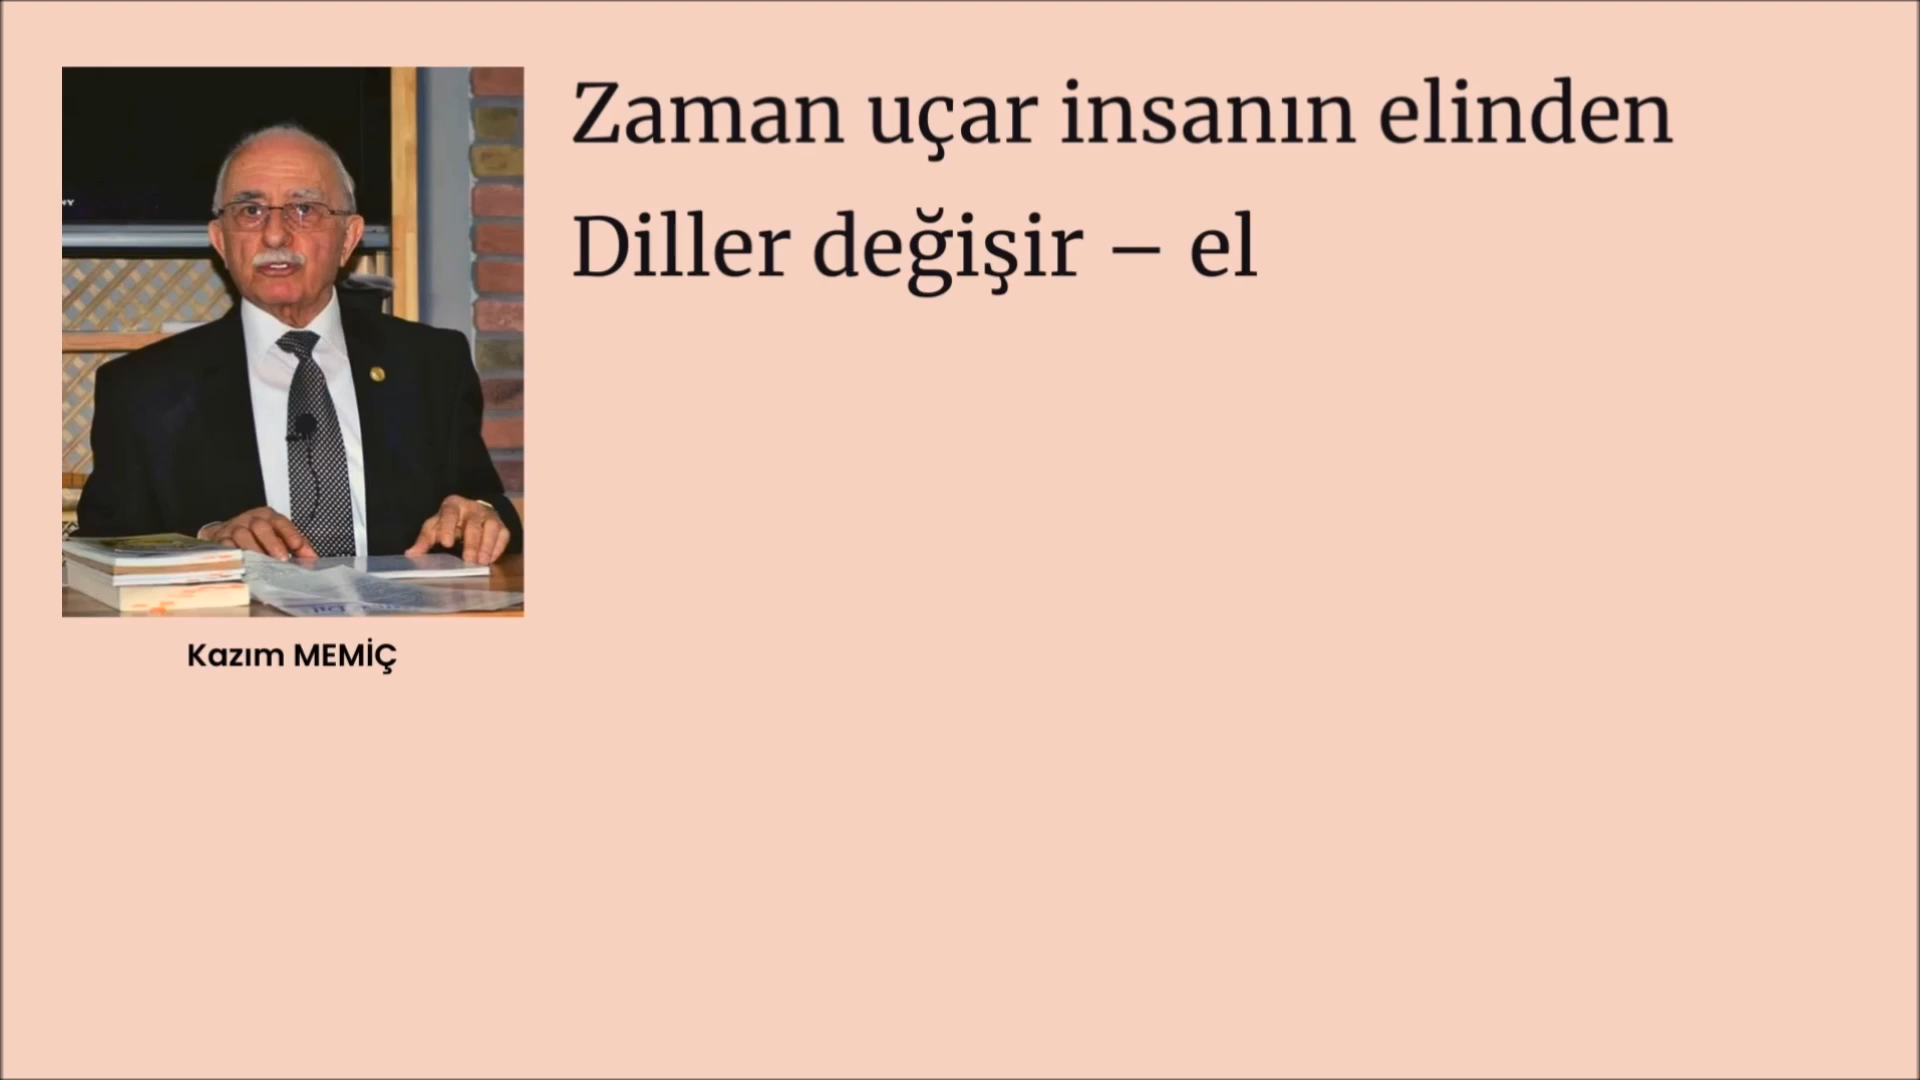 Zaman uçar insanın elinden
Diller değişir – el
Kazım MEMİÇ